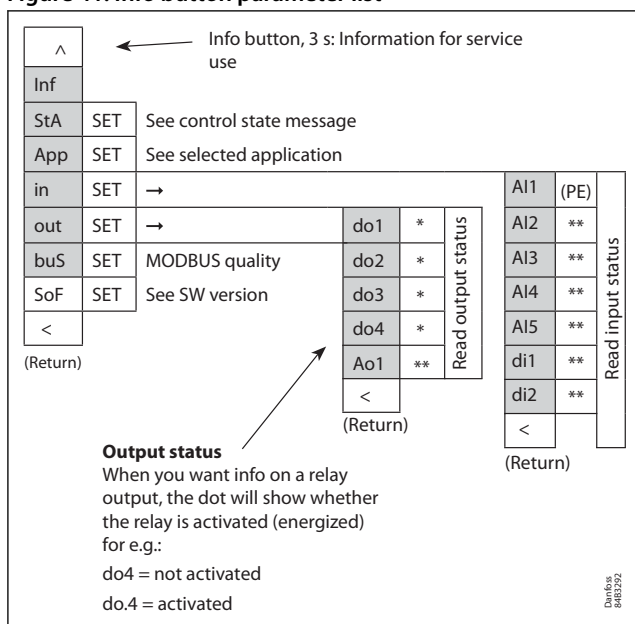 Figure 17: Info button parameter list
^
Info button, 3 s: Information for service
use
Inf
StA SET See control state message
App SET See selected application
in SET →
out SET →
buS SET MODBUS quality
SoF SET See SW version
<
(Return)
do1 *
do2 *
do3 *
do4 *
Ao1 **
<
(Return)
Read output status
AI1 (PE)
AI2 **
AI3 **
AI4 **
AI5 **
di1 **
di2 **
<
(Return)
Read input status
Output status
When you want info on a relay
output, the dot will show whether
the relay is activated (energized)
for e.g.:
do4 = not activated
do.4 = activated
Danfoss
84B3292